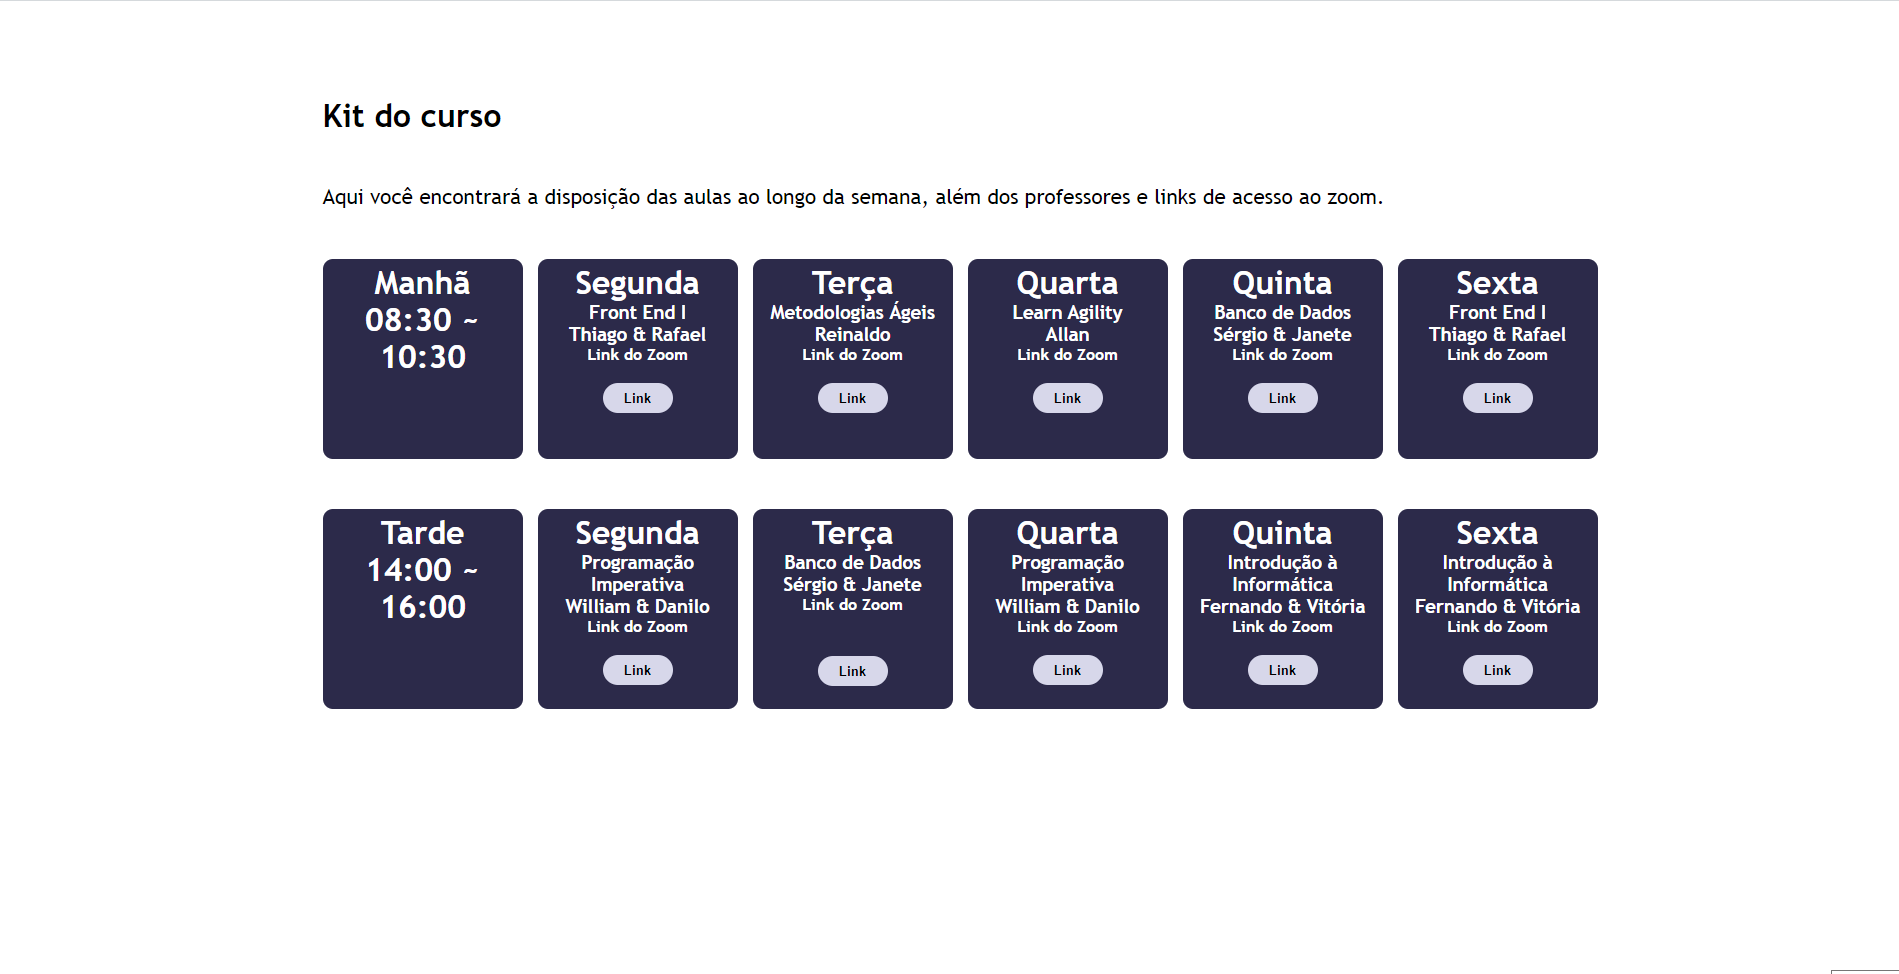 Kit do curso
Aqui você encontrará a disposição das aulas ao longo da semana, além dos professores e links de acesso ao zoom.
Manhã
08:30 ~
10:30
Segunda
Front End I
Thiago & Rafael
Link do Zoom
Link
Terça
Metodologias Ágeis
Reinaldo
Link do Zoom
Link
Quarta
Learn Agility
Allan
Link do Zoom
Link
Quinta
Banco de Dados
Sérgio & Janete
Link do Zoom
Link
Sexta
Front End I
Thiago & Rafael
Link do Zoom
Link
Tarde
14:00 ~
16:00
Segunda
Programação
Imperativa
William & Danilo
Link do Zoom
Link
Terça
Banco de Dados
Sérgio & Janete
Link do Zoom
Link
Quarta
Programação
Imperativa
William & Danilo
Link do Zoom
Link
Quinta
Introdução à
Informática
Fernando & Vitória
Link do Zoom
Link
Sexta
Introdução à
Informática
Fernando & Vitória
Link do Zoom
Link